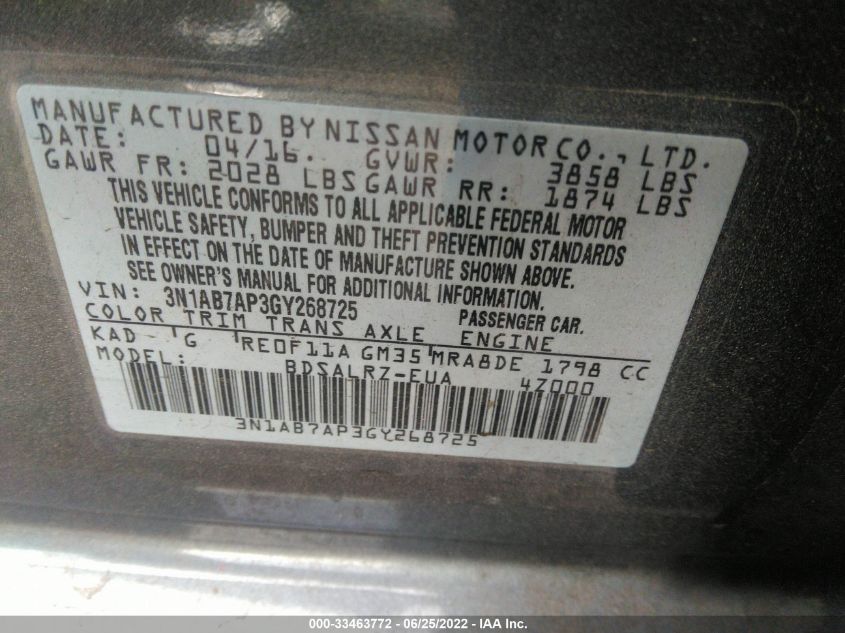 MANUFACTURED BY NISSAN MOTOR CO., LTD.
DATE: 04/16. GVWR: 3858 LBS
GAWR FR: 2028 LBS GAWR RR: 1874 LBS
THIS VEHICLE CONFORMS TO ALL APPLICABLE FEDERAL MOTOR
VEHICLE SAFETY, BUMPER AND THEFT PREVENTION STANDARDS
IN EFFECT ON THE DATE OF MANUFACTURE SHOWN ABOVE.
SEE OWNER'S MANUAL FOR ADDITIONAL INFORMATION.
VIN: 3N1AB7AP3GY268725 PASSENGER CAR.
COLOR TRIM TRANS AXLE ENGINE
KAD G RE0F11A GM35 MRA8DE 1798 CC
MODEL: BDSALRZ-EUA 4Z000
3N1AB7AP3GY268725
000-33463772 - 06/25/2022 - IAA Inc.